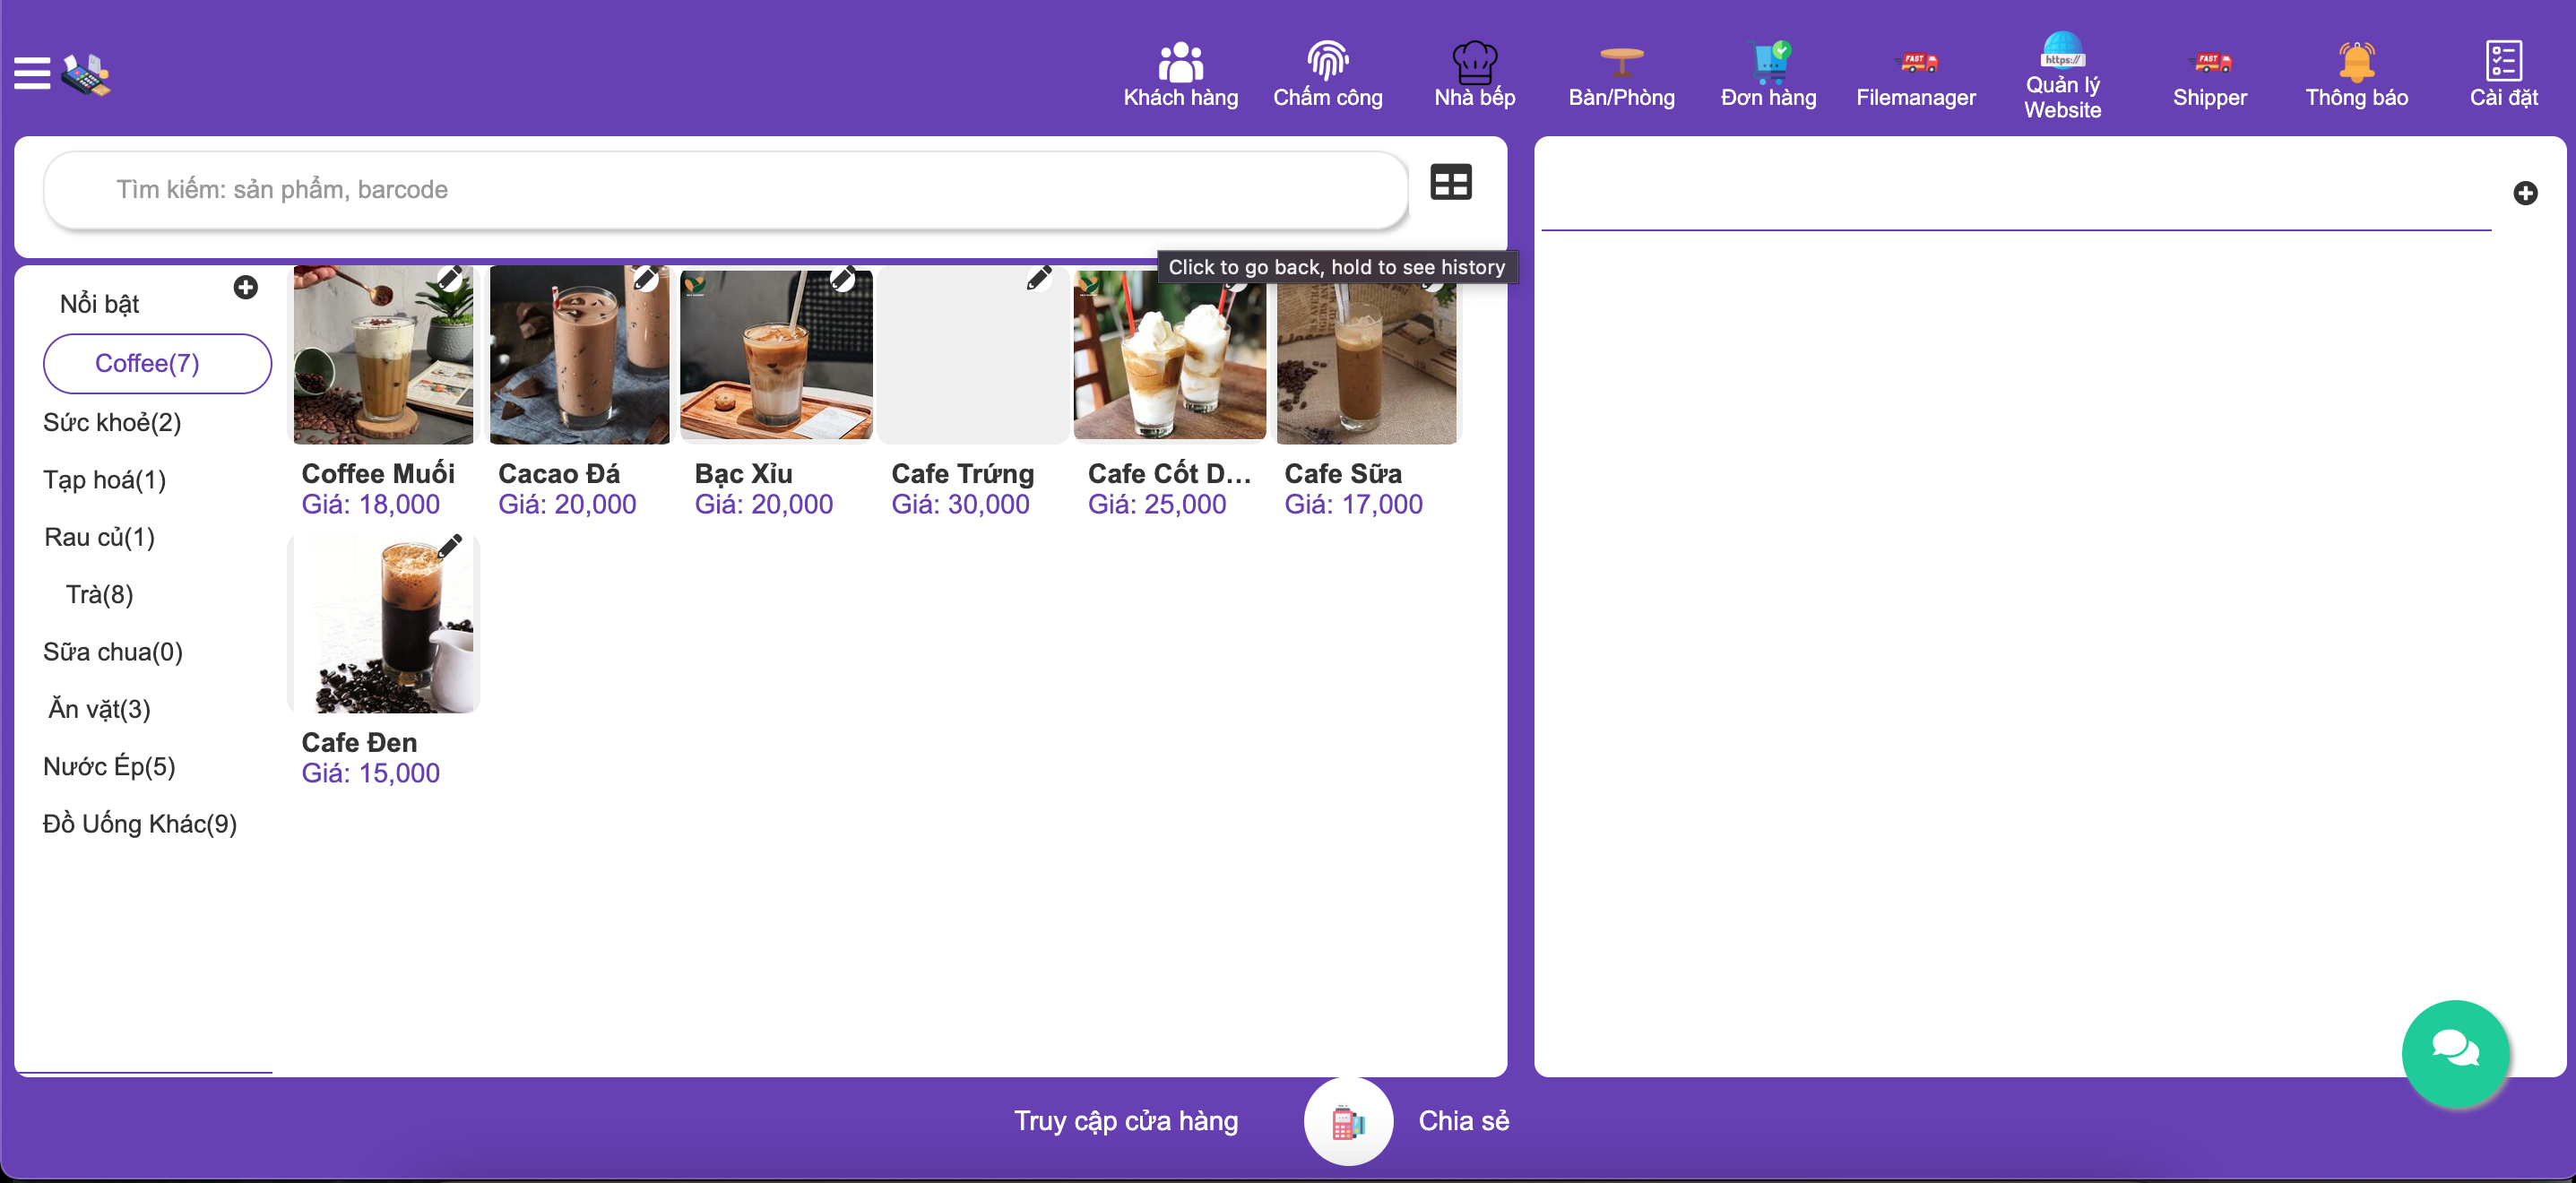 Khách hàng
Chấm công
Nhà bếp
Bàn/Phòng
Đơn hàng
FAST
Filemanager
https://
Quản lý
Website
FAST
Shipper
Thông báo
Cài đặt
Tìm kiếm: sản phẩm, barcode
Click to go back, hold to see history
Nổi bật
Coffee(7)
Sức khoẻ(2)
Tạp hoá(1)
Rau củ(1)
Trà(8)
Sữa chua(0)
Ăn vặt(3)
Nước Ép(5)
Đồ Uống Khác(9)
Coffee Muối
Giá: 18,000
Cacao Đá
Giá: 20,000
Bạc Xỉu
Giá: 20,000
Cafe Trứng
Giá: 30,000
Cafe Cốt D...
Giá: 25,000
Cafe Sữa
Giá: 17,000
Cafe Đen
Giá: 15,000
Truy cập cửa hàng
Chia sẻ